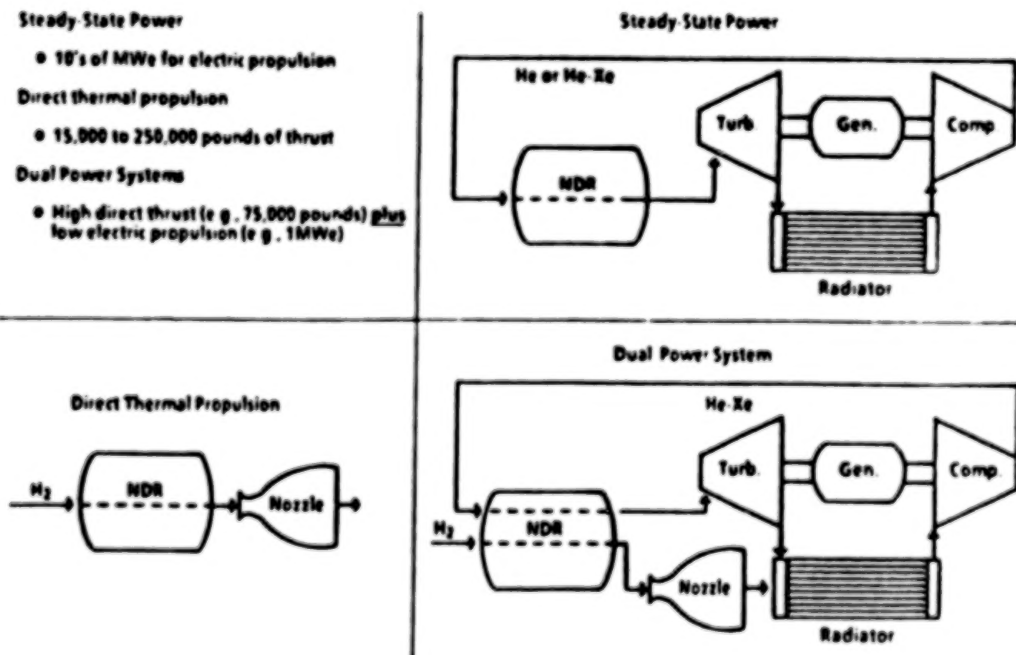 Steady-State Power
• 10's of MWe for electric propulsion
Direct thermal propulsion
• 15,000 to 250,000 pounds of thrust
Dual Power Systems
• High direct thrust (e g , 75,000 pounds) plus
low electric propulsion (e g , 1MWe)
Steady-State Power
He or He-Xe
Turb.
Gen.
Comp.
NDR
Radiator
Direct Thermal Propulsion
H2
NDR
Nozzle
Dual Power System
He-Xe
Turb.
Gen.
Comp.
H2
NDR
Nozzle
Radiator